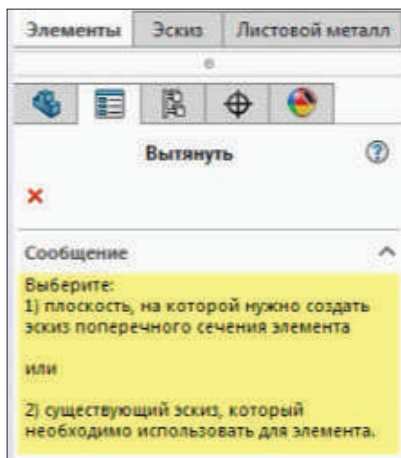 Элементы Эскиз Листовой металл
Вытянуть
Сообщение
Выберите:
1) плоскость, на которой нужно создать
эскиз поперечного сечения элемента
или
2) существующий эскиз, который
необходимо использовать для элемента.